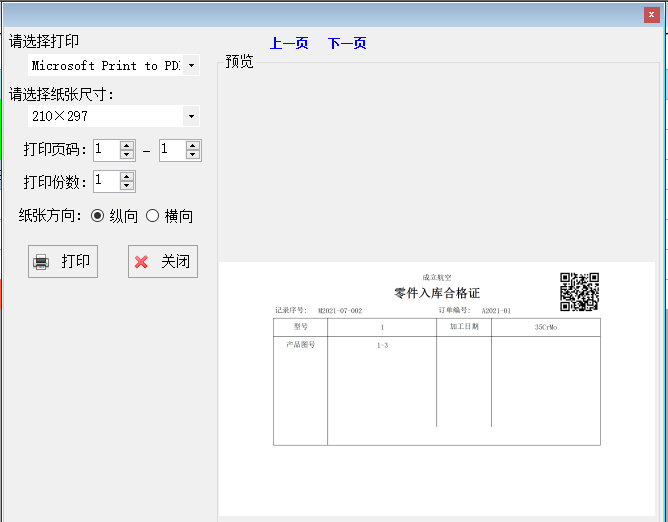 请选择打印
Microsoft Print to PD
请选择纸张尺寸:
210×297
打印页码: 1 - 1
打印份数: 1
纸张方向: 纵向 横向
打印 关闭
上一页 下一页
预览
成立航空
零件入库合格证
记录序号: M2021-07-002 订单编号: A2021-01
型号 1 加工日期 35CrMo
产品图号 1-3